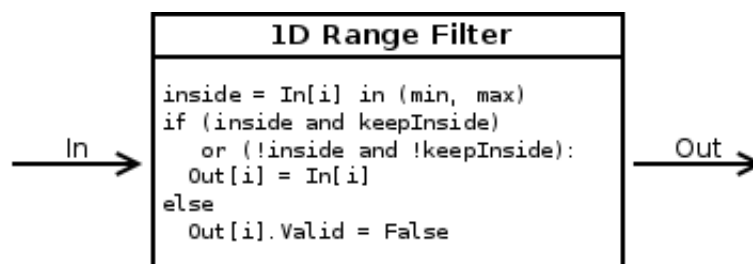 1D Range Filter
inside = In[i] in (min, max)
if (inside and keepInside)
or (!inside and !keepInside):
Out[i] = In[i]
else
Out[i].Valid = False
In
Out